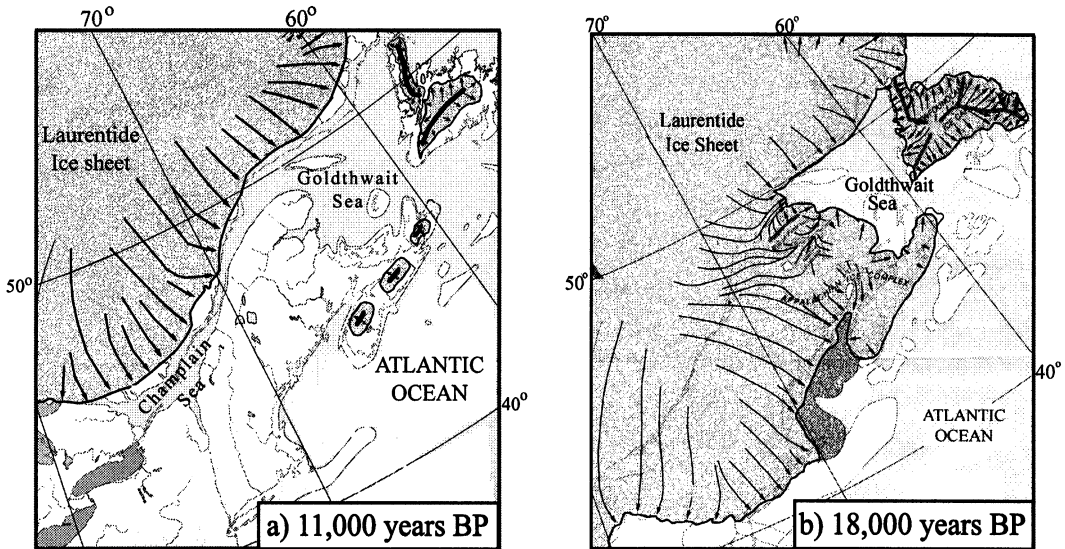 70°
60°
Laurentide
Ice sheet
Goldthwait
Sea
50°
Champlain
Sea
ATLANTIC
OCEAN
40°
a) 11,000 years BP
70°
60°
Laurentide
Ice Sheet
Goldthwait
Sea
50°
COMPLEX
40°
ATLANTIC
OCEAN
b) 18,000 years BP